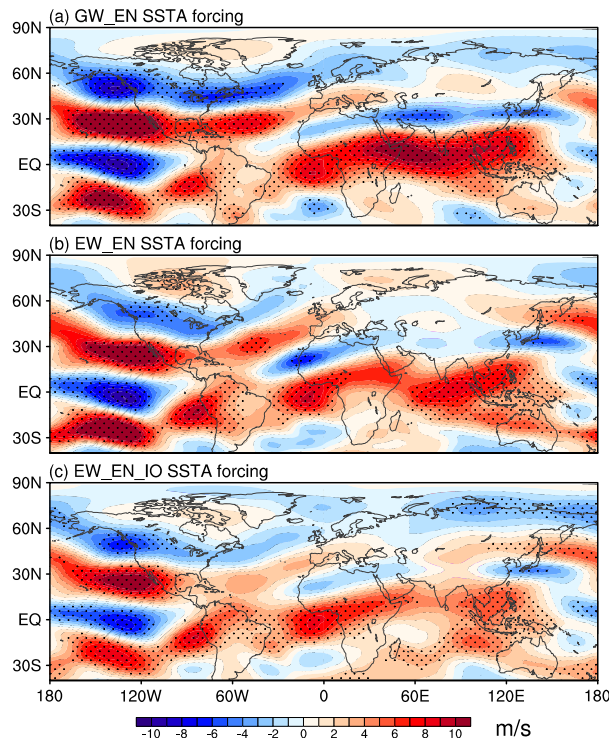 (a) GW_EN SSTA forcing
90N
60N
30N
EQ
30S
(b) EW_EN SSTA forcing
90N
60N
30N
EQ
30S
(c) EW_EN_IO SSTA forcing
90N
60N
30N
EQ
30S
180 120W 60W 0 60E 120E 180
-10 -8 -6 -4 -2 0 2 4 6 8 10 m/s